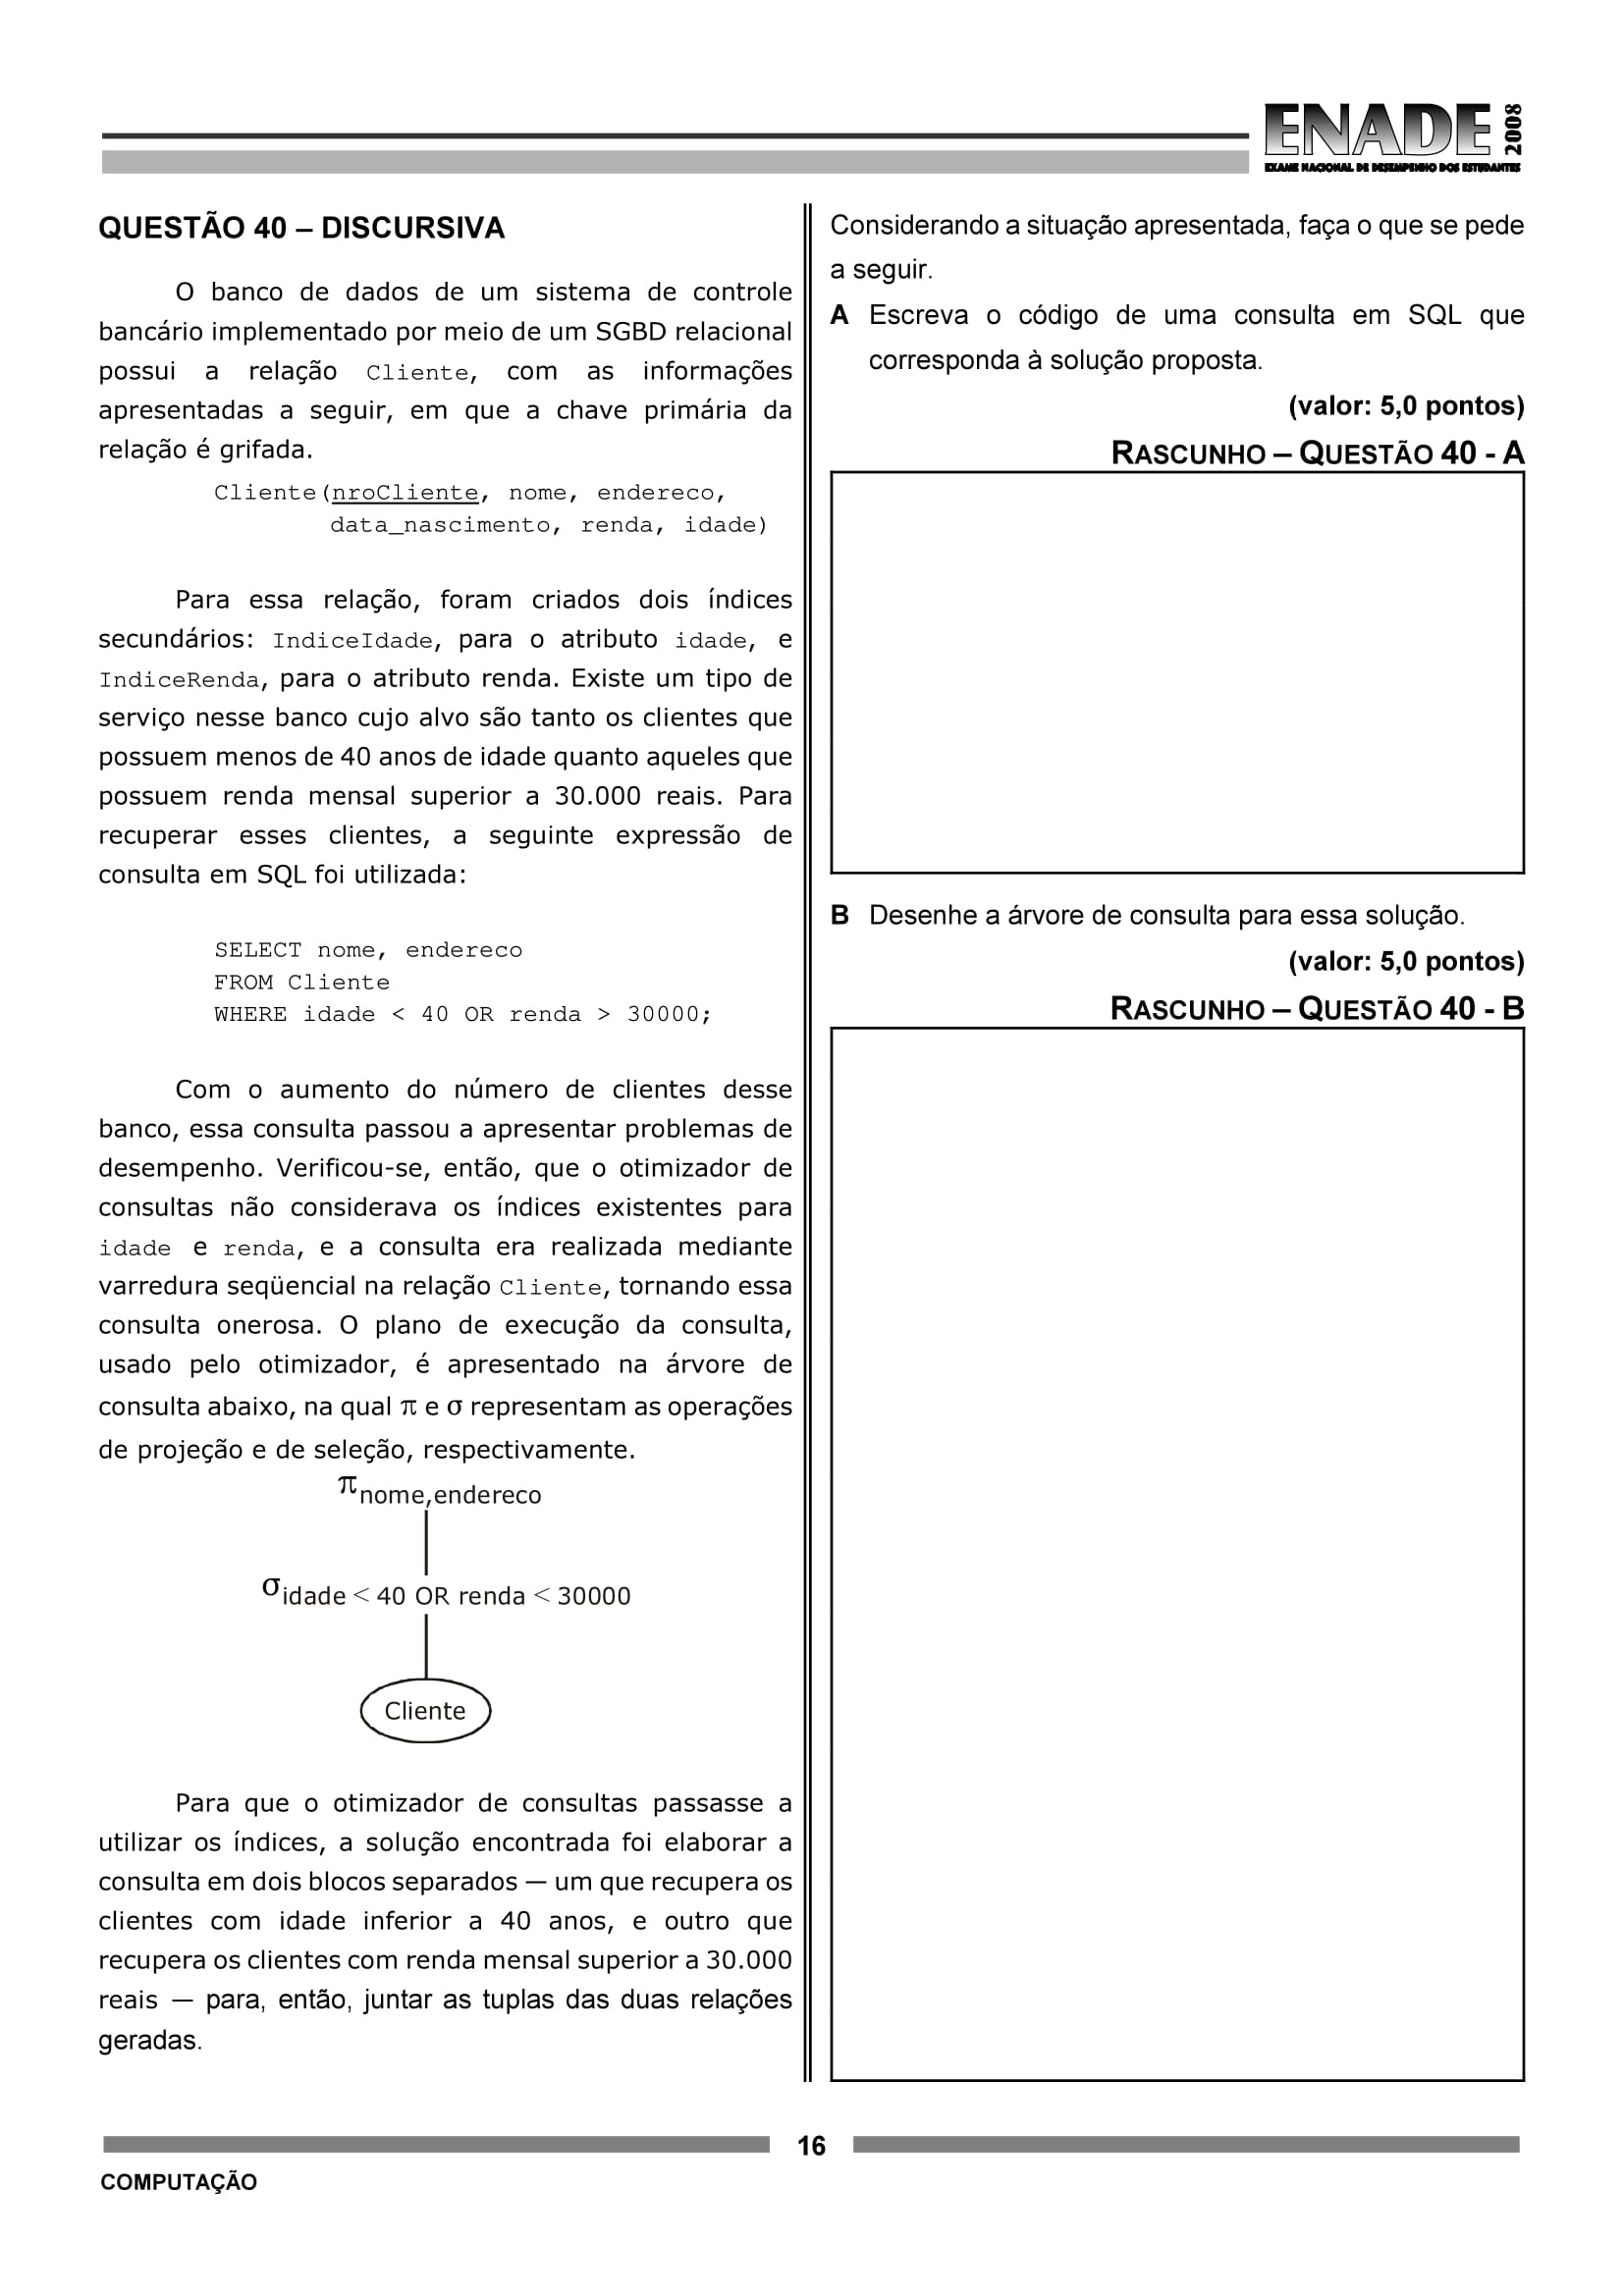 ENADE 2008
EXAME NACIONAL DE DESEMPENHO DOS ESTUDANTES
QUESTÃO 40 – DISCURSIVA
O banco de dados de um sistema de controle
bancário implementado por meio de um SGBD relacional
possui a relação Cliente, com as informações
apresentadas a seguir, em que a chave primária da
relação é grifada.
Cliente(nroCliente, nome, endereco,
data_nascimento, renda, idade)
Para essa relação, foram criados dois índices
secundários: IndiceIdade, para o atributo idade, e
IndiceRenda, para o atributo renda. Existe um tipo de
serviço nesse banco cujo alvo são tanto os clientes que
possuem menos de 40 anos de idade quanto aqueles que
possuem renda mensal superior a 30.000 reais. Para
recuperar esses clientes, a seguinte expressão de
consulta em SQL foi utilizada:
SELECT nome, endereco
FROM Cliente
WHERE idade < 40 OR renda > 30000;
Com o aumento do número de clientes desse
banco, essa consulta passou a apresentar problemas de
desempenho. Verificou-se, então, que o otimizador de
consultas não considerava os índices existentes para
idade e renda, e a consulta era realizada mediante
varredura seqüencial na relação Cliente, tornando essa
consulta onerosa. O plano de execução da consulta,
usado pelo otimizador, é apresentado na árvore de
consulta abaixo, na qual π e σ representam as operações
de projeção e de seleção, respectivamente.
π nome,endereco
σ idade < 40 OR renda < 30000
Cliente
Para que o otimizador de consultas passasse a
utilizar os índices, a solução encontrada foi elaborar a
consulta em dois blocos separados — um que recupera os
clientes com idade inferior a 40 anos, e outro que
recupera os clientes com renda mensal superior a 30.000
reais — para, então, juntar as tuplas das duas relações
geradas.
Considerando a situação apresentada, faça o que se pede
a seguir.
A Escreva o código de uma consulta em SQL que
corresponda à solução proposta.
(valor: 5,0 pontos)
RASCUNHO – QUESTÃO 40 - A
B Desenhe a árvore de consulta para essa solução.
(valor: 5,0 pontos)
RASCUNHO – QUESTÃO 40 - B
16
COMPUTAÇÃO